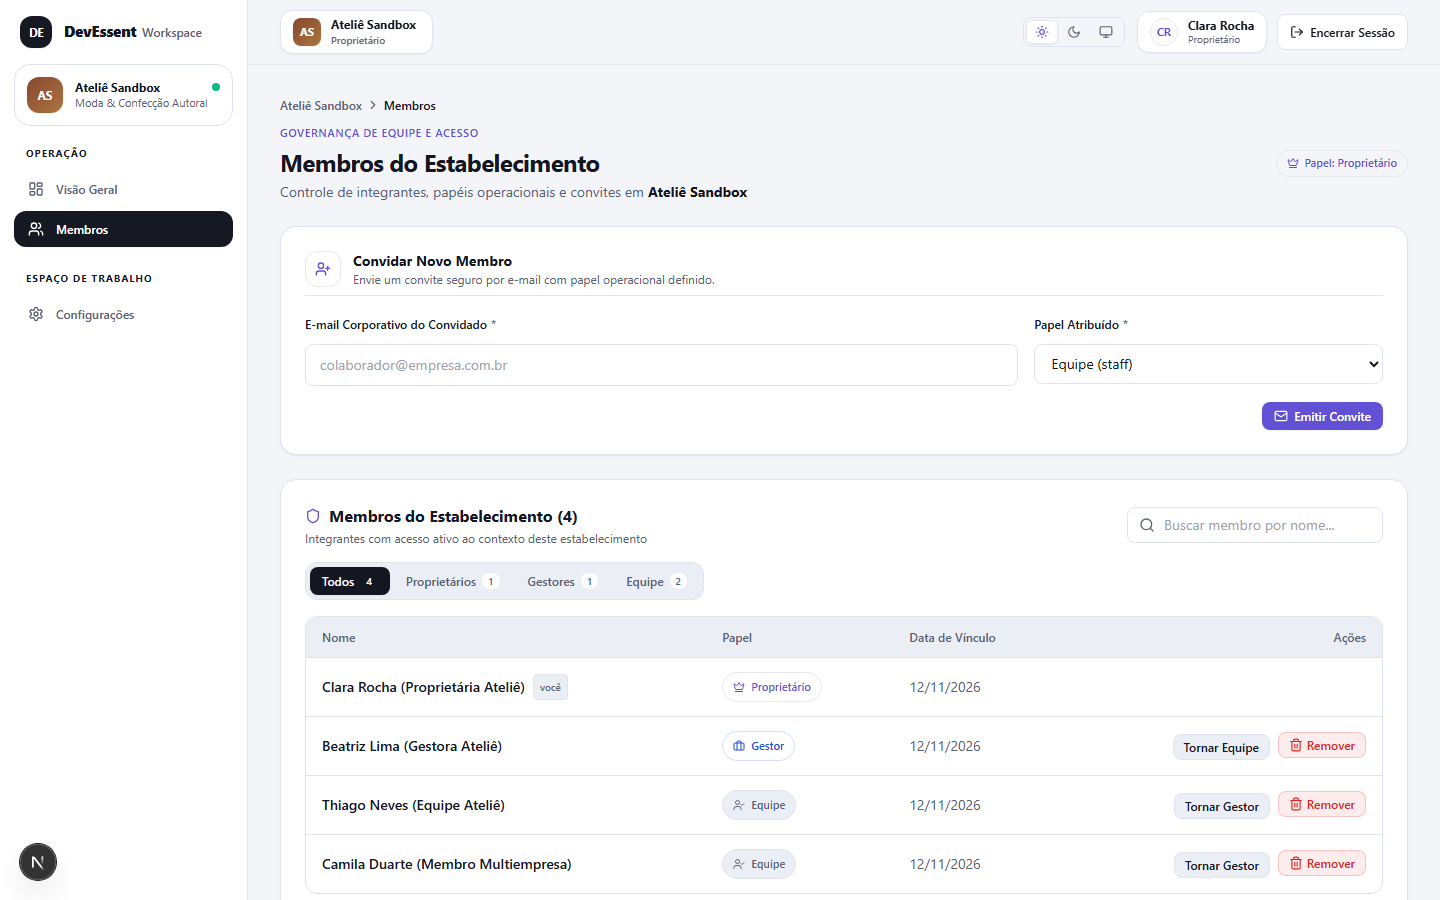 DE DevEssent Workspace
AS Ateliê Sandbox
Moda & Confecção Autoral
OPERAÇÃO
Visão Geral
Membros
ESPAÇO DE TRABALHO
Configurações
N
AS Ateliê Sandbox
Proprietário
CR Clara Rocha
Proprietário
Encerrar Sessão
Ateliê Sandbox > Membros
GOVERNANÇA DE EQUIPE E ACESSO
Membros do Estabelecimento
Papel: Proprietário
Controle de integrantes, papéis operacionais e convites em Ateliê Sandbox
Convidar Novo Membro
Envie um convite seguro por e-mail com papel operacional definido.
E-mail Corporativo do Convidado *
Papel Atribuído *
colaborador@empresa.com.br
Equipe (staff)
Emitir Convite
Membros do Estabelecimento (4)
Integrantes com acesso ativo ao contexto deste estabelecimento
Buscar membro por nome...
Todos 4 Proprietários 1 Gestores 1 Equipe 2
Nome Papel Data de Vínculo Ações
Clara Rocha (Proprietária Ateliê) você Proprietário 12/11/2026
Beatriz Lima (Gestora Ateliê) Gestor 12/11/2026 Tornar Equipe Remover
Thiago Neves (Equipe Ateliê) Equipe 12/11/2026 Tornar Gestor Remover
Camila Duarte (Membro Multiempresa) Equipe 12/11/2026 Tornar Gestor Remover